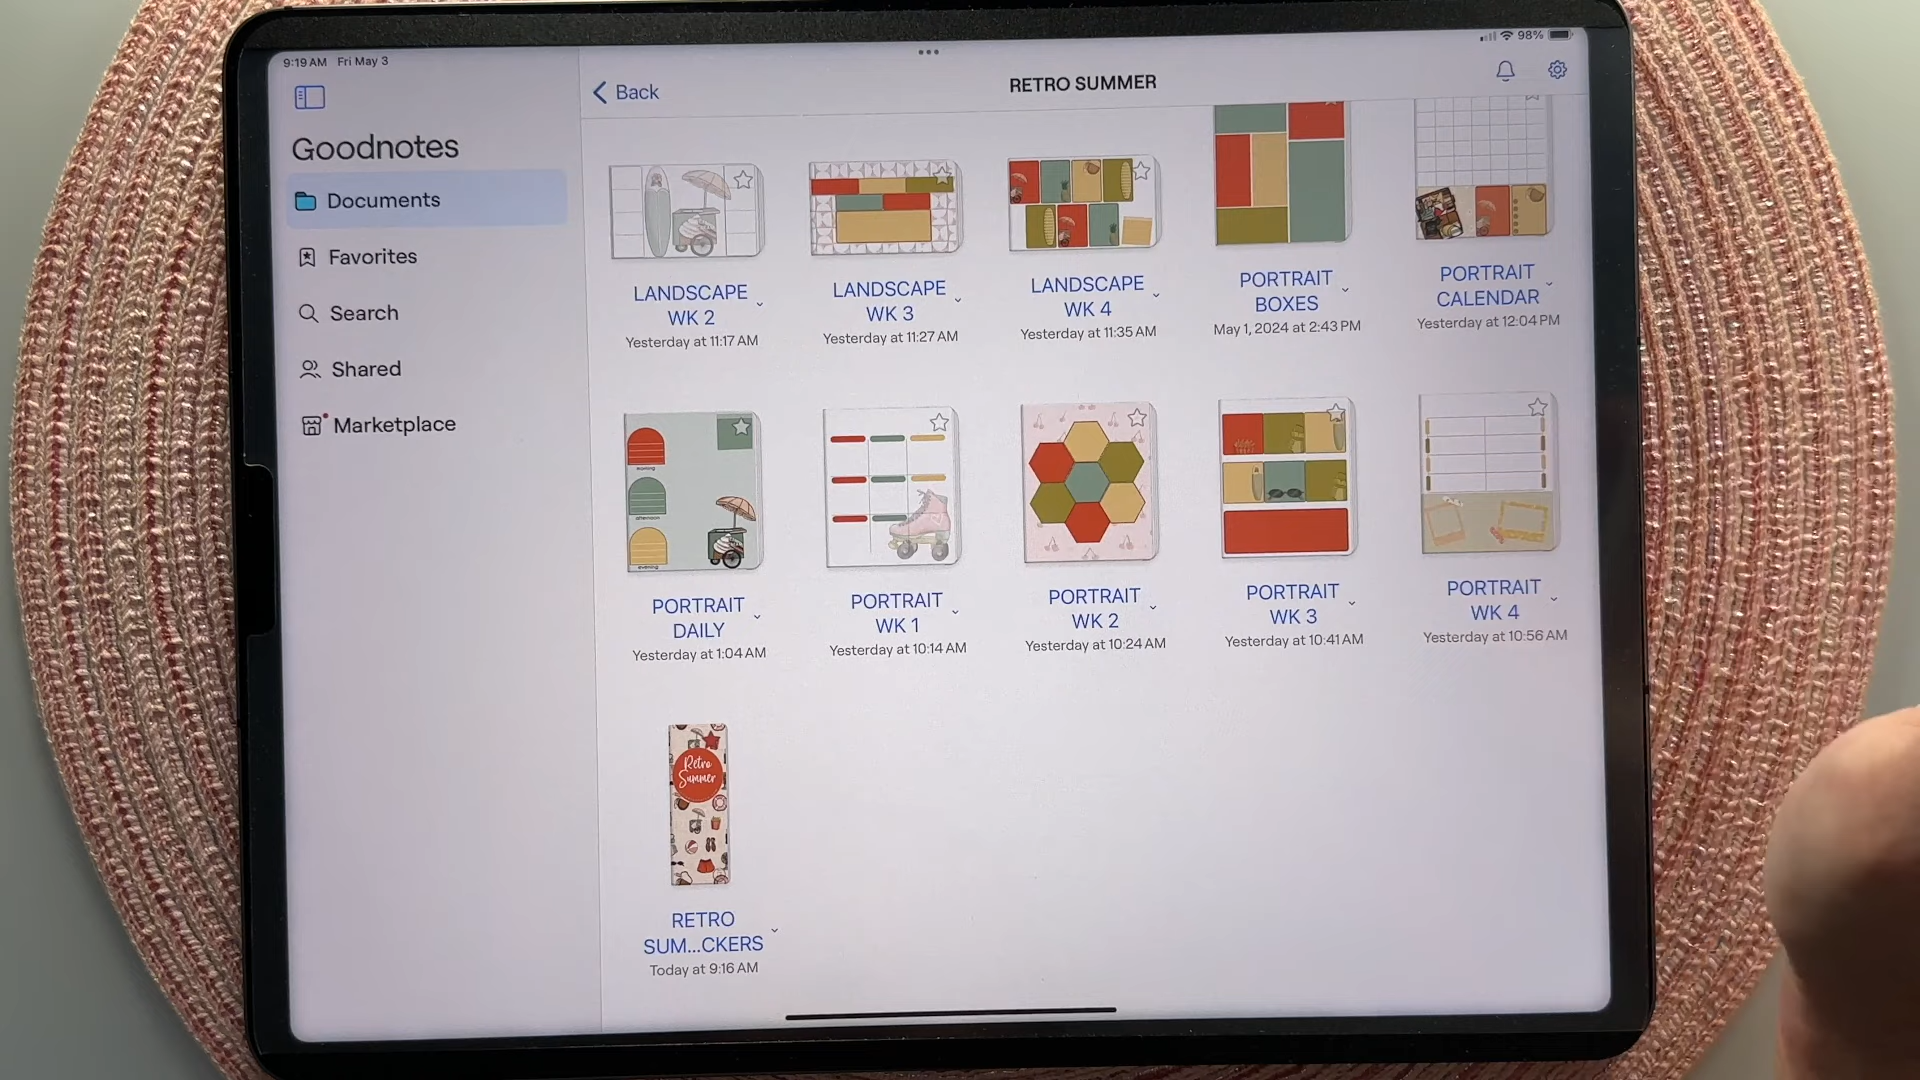 9:19 AM Fri May 3
98%
Goodnotes
Documents
Favorites
Search
Shared
Marketplace
Back
RETRO SUMMER
LANDSCAPE
WK 2
Yesterday at 11:17 AM
LANDSCAPE
WK 3
Yesterday at 11:27 AM
LANDSCAPE
WK 4
Yesterday at 11:35 AM
PORTRAIT
BOXES
May 1, 2024 at 2:43 PM
PORTRAIT
CALENDAR
Yesterday at 12:04 PM
morning
afternoon
evening
PORTRAIT
DAILY
Yesterday at 1:04 AM
PORTRAIT
WK 1
Yesterday at 10:14 AM
PORTRAIT
WK 2
Yesterday at 10:24 AM
PORTRAIT
WK 3
Yesterday at 10:41 AM
PORTRAIT
WK 4
Yesterday at 10:56 AM
Retro
Summer
RETRO
SUM...CKERS
Today at 9:16 AM